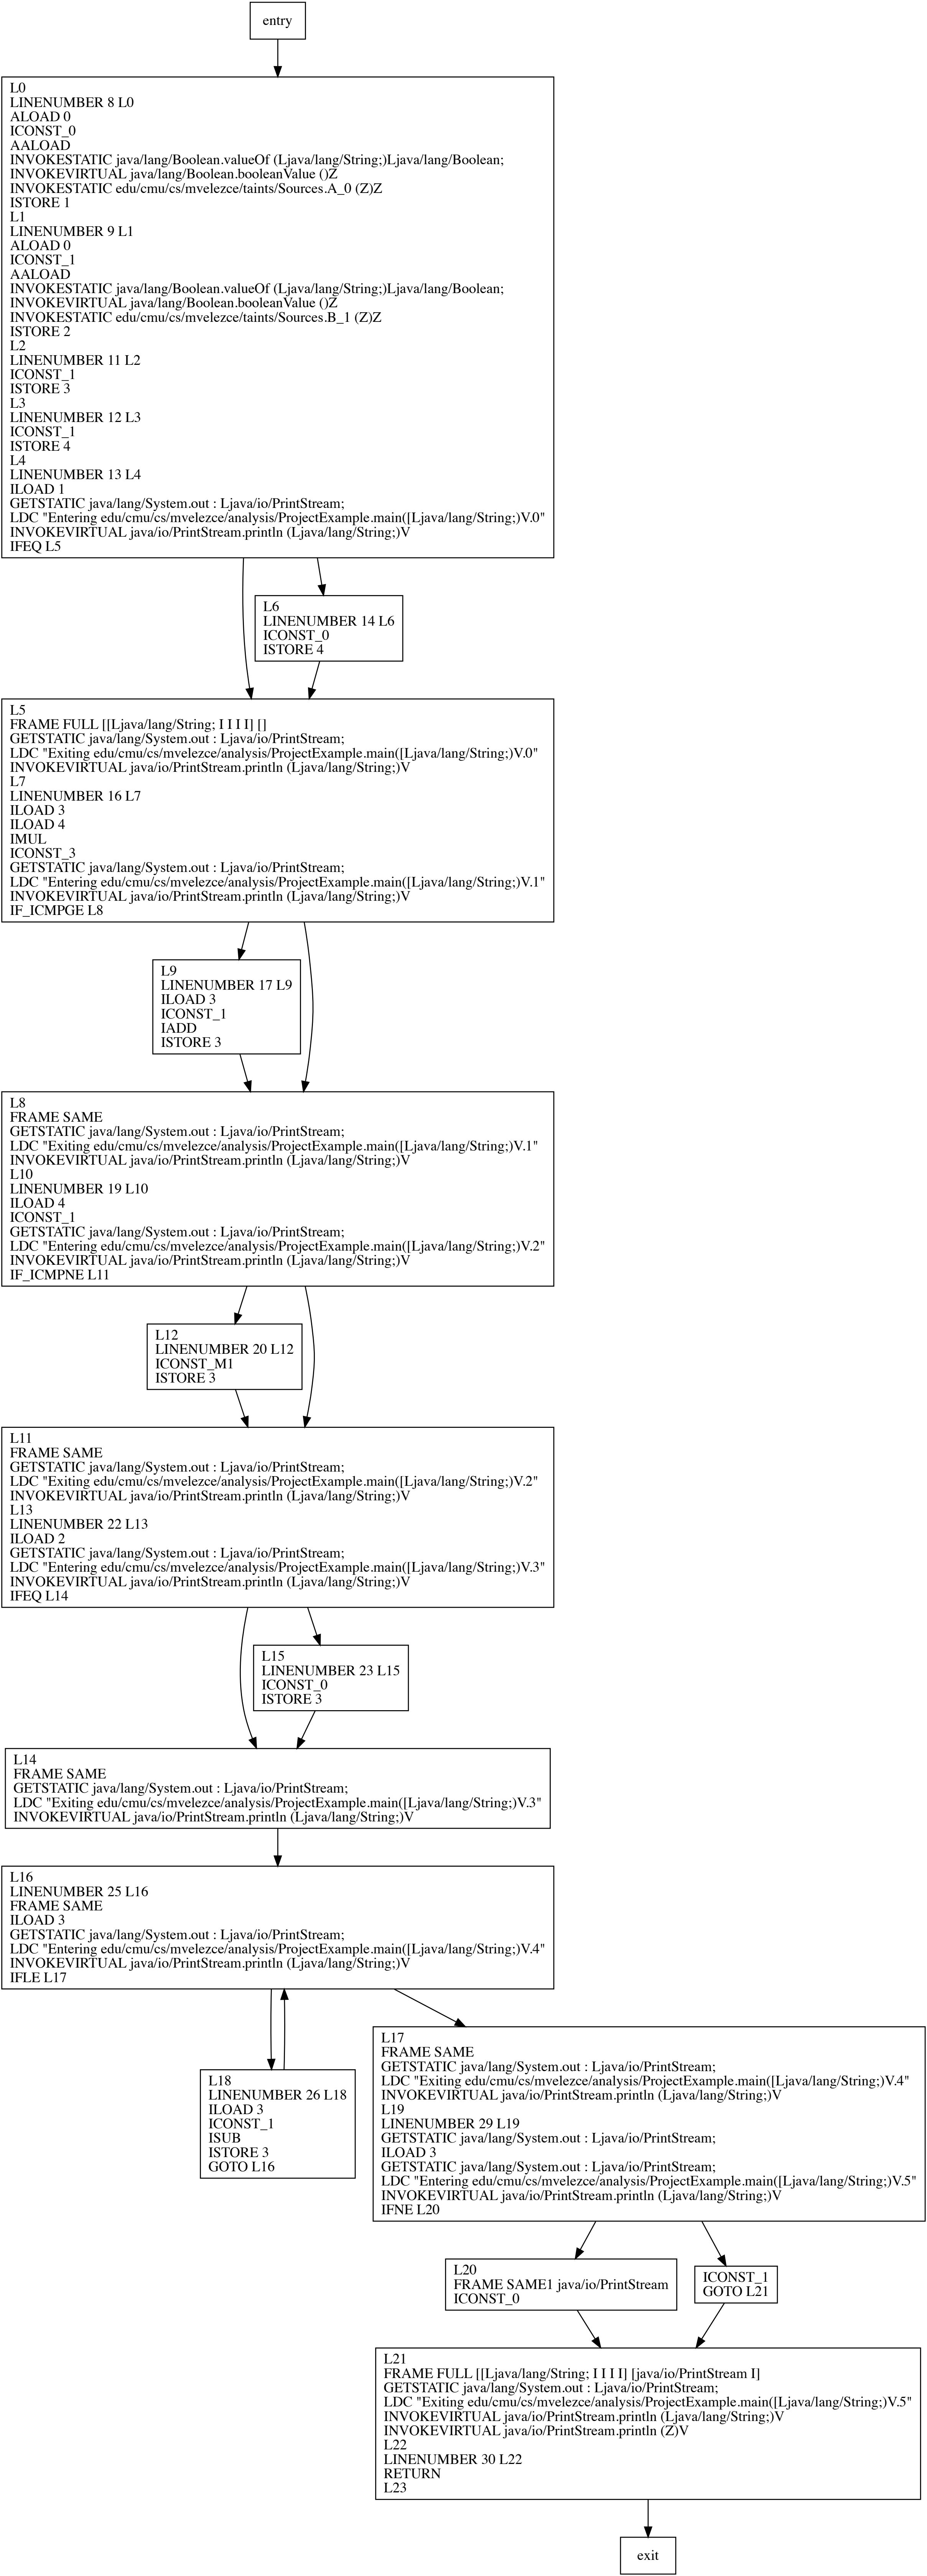 entry
L0
LINENUMBER 8 L0
ALOAD 0
ICONST_0
AALOAD
INVOKESTATIC java/lang/Boolean.valueOf (Ljava/lang/String;)Ljava/lang/Boolean;
INVOKEVIRTUAL java/lang/Boolean.booleanValue ()Z
INVOKESTATIC edu/cmu/cs/mvelezce/taints/Sources.A_0 (Z)Z
ISTORE 1
L1
LINENUMBER 9 L1
ALOAD 0
ICONST_1
AALOAD
INVOKESTATIC java/lang/Boolean.valueOf (Ljava/lang/String;)Ljava/lang/Boolean;
INVOKEVIRTUAL java/lang/Boolean.booleanValue ()Z
INVOKESTATIC edu/cmu/cs/mvelezce/taints/Sources.B_1 (Z)Z
ISTORE 2
L2
LINENUMBER 11 L2
ICONST_1
ISTORE 3
L3
LINENUMBER 12 L3
ICONST_1
ISTORE 4
L4
LINENUMBER 13 L4
ILOAD 1
GETSTATIC java/lang/System.out : Ljava/io/PrintStream;
LDC "Entering edu/cmu/cs/mvelezce/analysis/ProjectExample.main([Ljava/lang/String;)V.0"
INVOKEVIRTUAL java/io/PrintStream.println (Ljava/lang/String;)V
IFEQ L5
L6
LINENUMBER 14 L6
ICONST_0
ISTORE 4
L5
FRAME FULL [[Ljava/lang/String; I I I I] []
GETSTATIC java/lang/System.out : Ljava/io/PrintStream;
LDC "Exiting edu/cmu/cs/mvelezce/analysis/ProjectExample.main([Ljava/lang/String;)V.0"
INVOKEVIRTUAL java/io/PrintStream.println (Ljava/lang/String;)V
L7
LINENUMBER 16 L7
ILOAD 3
ILOAD 4
IMUL
ICONST_3
GETSTATIC java/lang/System.out : Ljava/io/PrintStream;
LDC "Entering edu/cmu/cs/mvelezce/analysis/ProjectExample.main([Ljava/lang/String;)V.1"
INVOKEVIRTUAL java/io/PrintStream.println (Ljava/lang/String;)V
IF_ICMPGE L8
L9
LINENUMBER 17 L9
ILOAD 3
ICONST_1
IADD
ISTORE 3
L8
FRAME SAME
GETSTATIC java/lang/System.out : Ljava/io/PrintStream;
LDC "Exiting edu/cmu/cs/mvelezce/analysis/ProjectExample.main([Ljava/lang/String;)V.1"
INVOKEVIRTUAL java/io/PrintStream.println (Ljava/lang/String;)V
L10
LINENUMBER 19 L10
ILOAD 4
ICONST_1
GETSTATIC java/lang/System.out : Ljava/io/PrintStream;
LDC "Entering edu/cmu/cs/mvelezce/analysis/ProjectExample.main([Ljava/lang/String;)V.2"
INVOKEVIRTUAL java/io/PrintStream.println (Ljava/lang/String;)V
IF_ICMPNE L11
L12
LINENUMBER 20 L12
ICONST_M1
ISTORE 3
L11
FRAME SAME
GETSTATIC java/lang/System.out : Ljava/io/PrintStream;
LDC "Exiting edu/cmu/cs/mvelezce/analysis/ProjectExample.main([Ljava/lang/String;)V.2"
INVOKEVIRTUAL java/io/PrintStream.println (Ljava/lang/String;)V
L13
LINENUMBER 22 L13
ILOAD 2
GETSTATIC java/lang/System.out : Ljava/io/PrintStream;
LDC "Entering edu/cmu/cs/mvelezce/analysis/ProjectExample.main([Ljava/lang/String;)V.3"
INVOKEVIRTUAL java/io/PrintStream.println (Ljava/lang/String;)V
IFEQ L14
L15
LINENUMBER 23 L15
ICONST_0
ISTORE 3
L14
FRAME SAME
GETSTATIC java/lang/System.out : Ljava/io/PrintStream;
LDC "Exiting edu/cmu/cs/mvelezce/analysis/ProjectExample.main([Ljava/lang/String;)V.3"
INVOKEVIRTUAL java/io/PrintStream.println (Ljava/lang/String;)V
L16
LINENUMBER 25 L16
FRAME SAME
ILOAD 3
GETSTATIC java/lang/System.out : Ljava/io/PrintStream;
LDC "Entering edu/cmu/cs/mvelezce/analysis/ProjectExample.main([Ljava/lang/String;)V.4"
INVOKEVIRTUAL java/io/PrintStream.println (Ljava/lang/String;)V
IFLE L17
L18
LINENUMBER 26 L18
ILOAD 3
ICONST_1
ISUB
ISTORE 3
GOTO L16
L17
FRAME SAME
GETSTATIC java/lang/System.out : Ljava/io/PrintStream;
LDC "Exiting edu/cmu/cs/mvelezce/analysis/ProjectExample.main([Ljava/lang/String;)V.4"
INVOKEVIRTUAL java/io/PrintStream.println (Ljava/lang/String;)V
L19
LINENUMBER 29 L19
GETSTATIC java/lang/System.out : Ljava/io/PrintStream;
ILOAD 3
GETSTATIC java/lang/System.out : Ljava/io/PrintStream;
LDC "Entering edu/cmu/cs/mvelezce/analysis/ProjectExample.main([Ljava/lang/String;)V.5"
INVOKEVIRTUAL java/io/PrintStream.println (Ljava/lang/String;)V
IFNE L20
L20
FRAME SAME1 java/io/PrintStream
ICONST_0
ICONST_1
GOTO L21
L21
FRAME FULL [[Ljava/lang/String; I I I I] [java/io/PrintStream I]
GETSTATIC java/lang/System.out : Ljava/io/PrintStream;
LDC "Exiting edu/cmu/cs/mvelezce/analysis/ProjectExample.main([Ljava/lang/String;)V.5"
INVOKEVIRTUAL java/io/PrintStream.println (Ljava/lang/String;)V
INVOKEVIRTUAL java/io/PrintStream.println (Z)V
L22
LINENUMBER 30 L22
RETURN
L23
exit